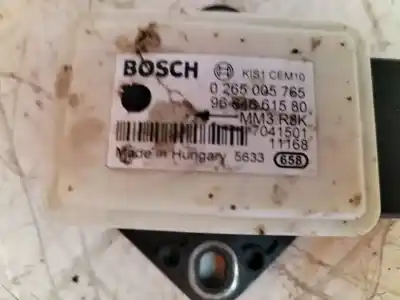 BOSCH KIS1 CEM10
0 265 005 765
96 648 615 80
MM3 R8K
7041501
11168
Made in Hungary 5633 658